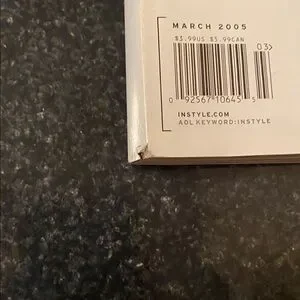 MARCH 2005
$3.99US $3.99CAN
03>
0 92567 10645 5
INSTYLE.COM
AOL KEYWORD:INSTYLE